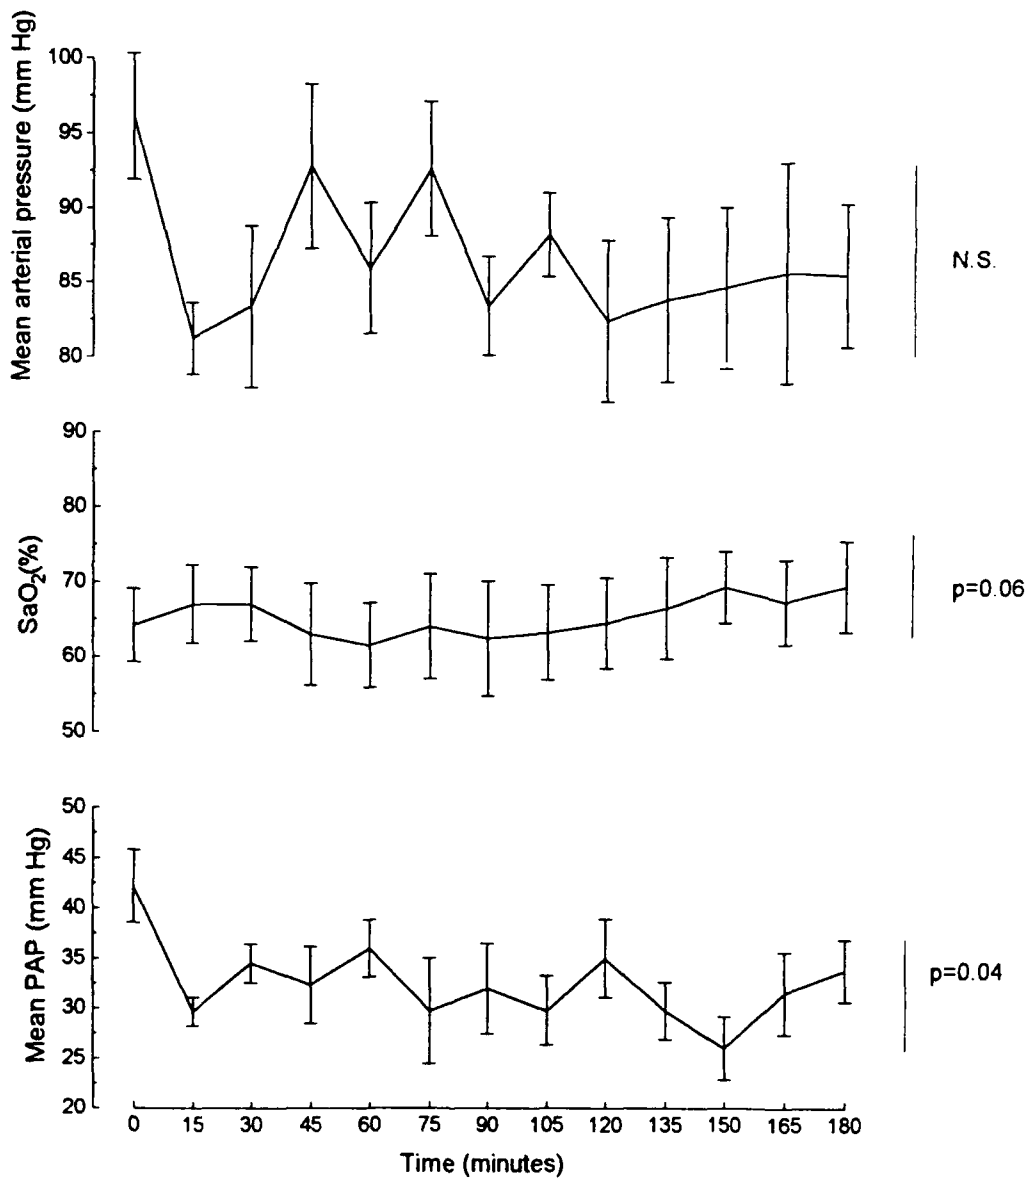 Mean arterial pressure (mm Hg)
100
95
90
85
80
N.S.
SaO2(%)
90
80
70
60
50
p=0.06
Mean PAP (mm Hg)
50
45
40
35
30
25
20
p=0.04
0 15 30 45 60 75 90 105 120 135 150 165 180
Time (minutes)